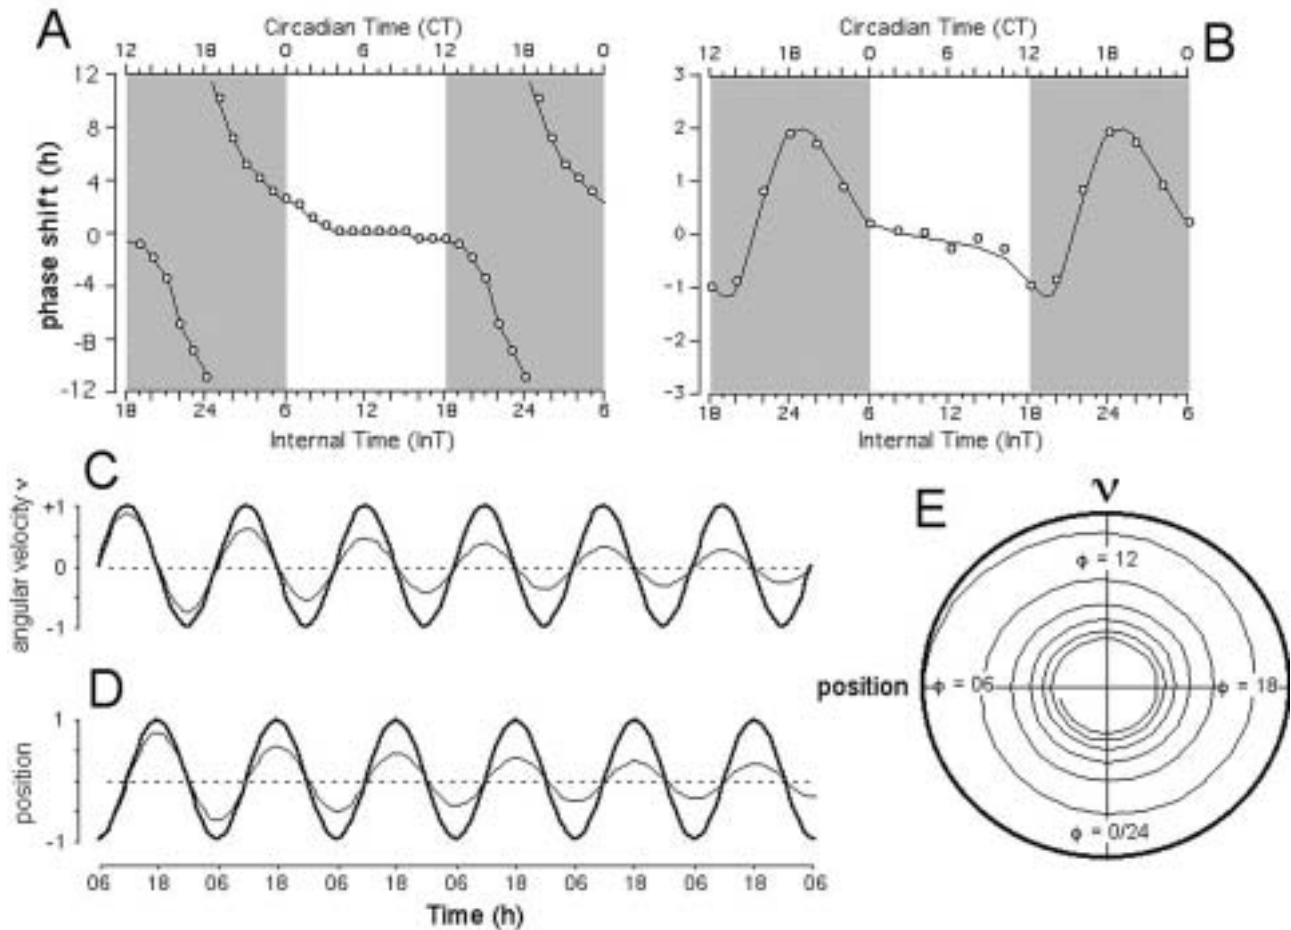 A
Circadian Time (CT)
12 18 0 6 12 18 0
12
8
4
0
-4
-8
-12
phase shift (h)
18 24 6 12 18 24 6
Internal Time (InT)
B
Circadian Time (CT)
12 18 0 6 12 18 0
3
2
1
0
-1
-2
-3
18 24 6 12 18 24 6
Internal Time (InT)
C
angular velocity ν
+1
0
-1
D
position
1
-1
06 18 06 18 06 18 06 18 06 18 06 18 06
Time (h)
E
ν
ϕ = 12
position
ϕ = 06
ϕ = 18
ϕ = 0/24